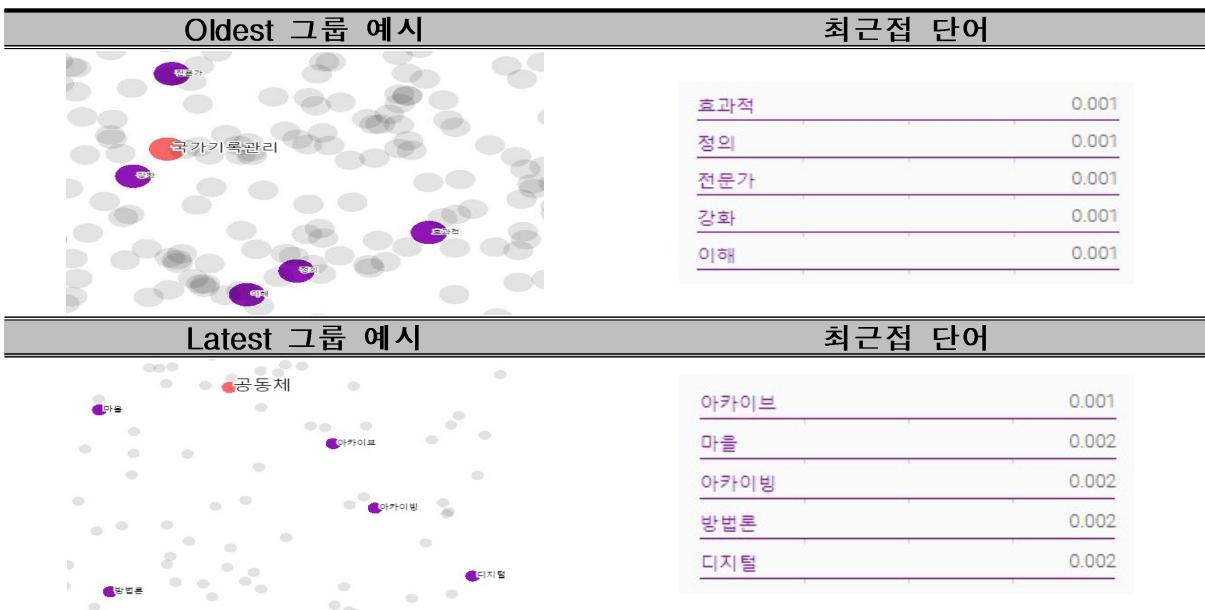 Oldest 그룹 예시 최근접 단어
전문가
국가기록관리
강화
효과적
정의
이해
효과적 0.001
정의 0.001
전문가 0.001
강화 0.001
이해 0.001
Latest 그룹 예시 최근접 단어
공동체
마을
아카이브
아카이빙
디지털
방법론
아카이브 0.001
마을 0.002
아카이빙 0.002
방법론 0.002
디지털 0.002